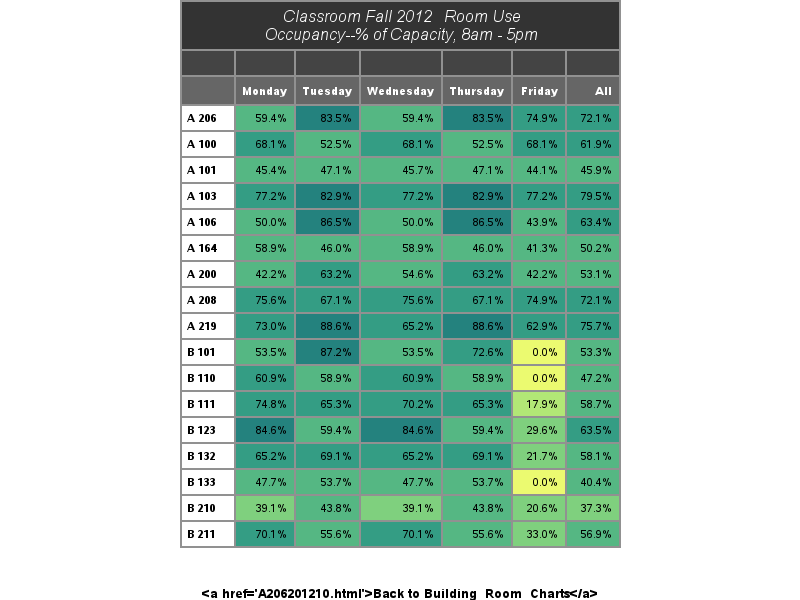 Classroom Fall 2012 Room Use
Occupancy--% of Capacity, 8am - 5pm
Monday Tuesday Wednesday Thursday Friday All
A 206 59.4% 83.5% 59.4% 83.5% 74.9% 72.1%
A 100 68.1% 52.5% 68.1% 52.5% 68.1% 61.9%
A 101 45.4% 47.1% 45.7% 47.1% 44.1% 45.9%
A 103 77.2% 82.9% 77.2% 82.9% 77.2% 79.5%
A 106 50.0% 86.5% 50.0% 86.5% 43.9% 63.4%
A 164 58.9% 46.0% 58.9% 46.0% 41.3% 50.2%
A 200 42.2% 63.2% 54.6% 63.2% 42.2% 53.1%
A 208 75.6% 67.1% 75.6% 67.1% 74.9% 72.1%
A 219 73.0% 88.6% 65.2% 88.6% 62.9% 75.7%
B 101 53.5% 87.2% 53.5% 72.6% 0.0% 53.3%
B 110 60.9% 58.9% 60.9% 58.9% 0.0% 47.2%
B 111 74.8% 65.3% 70.2% 65.3% 17.9% 58.7%
B 123 84.6% 59.4% 84.6% 59.4% 29.6% 63.5%
B 132 65.2% 69.1% 65.2% 69.1% 21.7% 58.1%
B 133 47.7% 53.7% 47.7% 53.7% 0.0% 40.4%
B 210 39.1% 43.8% 39.1% 43.8% 20.6% 37.3%
B 211 70.1% 55.6% 70.1% 55.6% 33.0% 56.9%
<a href='A206201210.html'>Back to Building_Room_Charts</a>